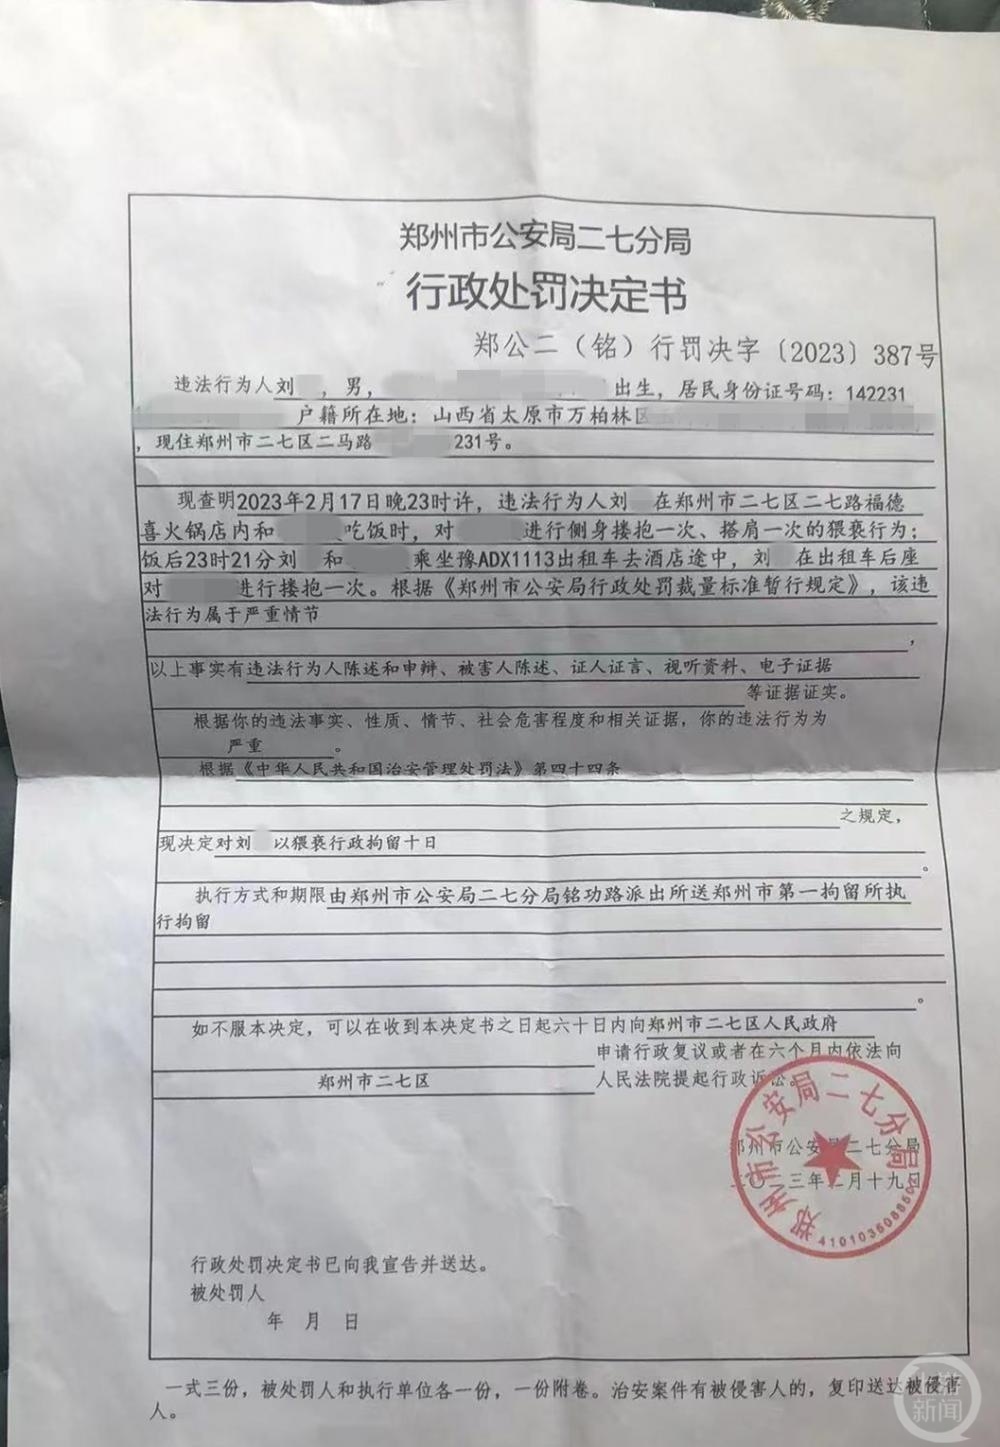 郑州市公安局二七分局
行政处罚决定书
郑公二（铭）行罚决字〔2023〕387号
违法行为人刘 ，男， 出生，居民身份证号码：142231
户籍所在地：山西省太原市万柏林区
，现住郑州市二七区二马路 231号。
现查明2023年2月17日晚23时许，违法行为人刘 在郑州市二七区二七路福德
喜火锅店内和 吃饭时，对 进行侧身搂抱一次、搭肩一次的猥亵行为；
饭后23时21分刘 和 乘坐豫ADX1113出租车去酒店途中，刘 在出租车后座
对 进行搂抱一次。根据《郑州市公安局行政处罚裁量标准暂行规定》，该违
法行为属于严重情节
，
以上事实有违法行为人陈述和申辩、被害人陈述、证人证言、视听资料、电子证据
等证据证实。
根据你的违法事实、性质、情节、社会危害程度和相关证据，你的违法行为为
严重 。
根据《中华人民共和国治安管理处罚法》第四十四条
之规定，
现决定对刘 以猥亵行政拘留十日
。
执行方式和期限由郑州市公安局二七分局铭功路派出所送郑州市第一拘留所执
行拘留
。
如不服本决定，可以在收到本决定书之日起六十日内向郑州市二七区人民政府
申请行政复议或者在六个月内依法向
郑州市二七区 人民法院提起行政诉讼。
郑州市公安局二七分局
二〇二三年二月十九日
郑州市公安局二七分局
行政处罚决定书已向我宣告并送达。
被处罚人
年 月 日
一式三份，被处罚人和执行单位各一份，一份附卷。治安案件有被侵害人的，复印送达被侵害
人。
新闻